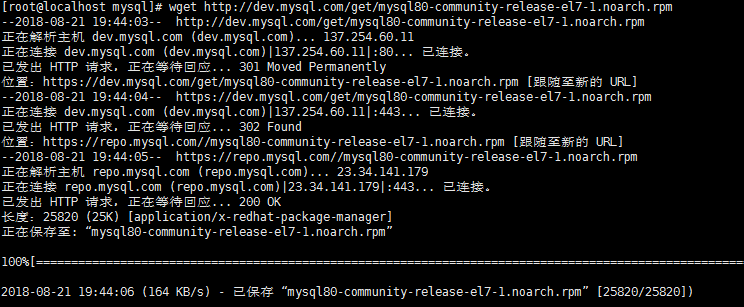 [root@localhost mysql]# wget http://dev.mysql.com/get/mysql80-community-release-el7-1.noarch.rpm
--2018-08-21 19:44:03--  http://dev.mysql.com/get/mysql80-community-release-el7-1.noarch.rpm
正在解析主机 dev.mysql.com (dev.mysql.com)... 137.254.60.11
正在连接 dev.mysql.com (dev.mysql.com)|137.254.60.11|:80... 已连接。
已发出 HTTP 请求，正在等待回应... 301 Moved Permanently
位置：https://dev.mysql.com/get/mysql80-community-release-el7-1.noarch.rpm [跟随至新的 URL]
--2018-08-21 19:44:04--  https://dev.mysql.com/get/mysql80-community-release-el7-1.noarch.rpm
正在连接 dev.mysql.com (dev.mysql.com)|137.254.60.11|:443... 已连接。
已发出 HTTP 请求，正在等待回应... 302 Found
位置：https://repo.mysql.com//mysql80-community-release-el7-1.noarch.rpm [跟随至新的 URL]
--2018-08-21 19:44:05--  https://repo.mysql.com//mysql80-community-release-el7-1.noarch.rpm
正在解析主机 repo.mysql.com (repo.mysql.com)... 23.34.141.179
正在连接 repo.mysql.com (repo.mysql.com)|23.34.141.179|:443... 已连接。
已发出 HTTP 请求，正在等待回应... 200 OK
长度：25820 (25K) [application/x-redhat-package-manager]
正在保存至: “mysql80-community-release-el7-1.noarch.rpm”
100%[==================================================================================================
2018-08-21 19:44:06 (164 KB/s) - 已保存 “mysql80-community-release-el7-1.noarch.rpm” [25820/25820])